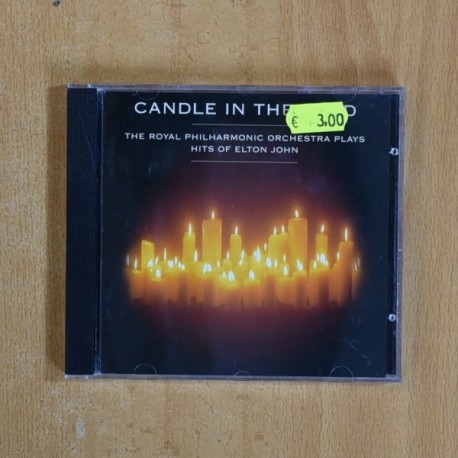 CANDLE IN THE D
€ 3,00
THE ROYAL PHILHARMONIC ORCHESTRA PLAYS
HITS OF ELTON JOHN